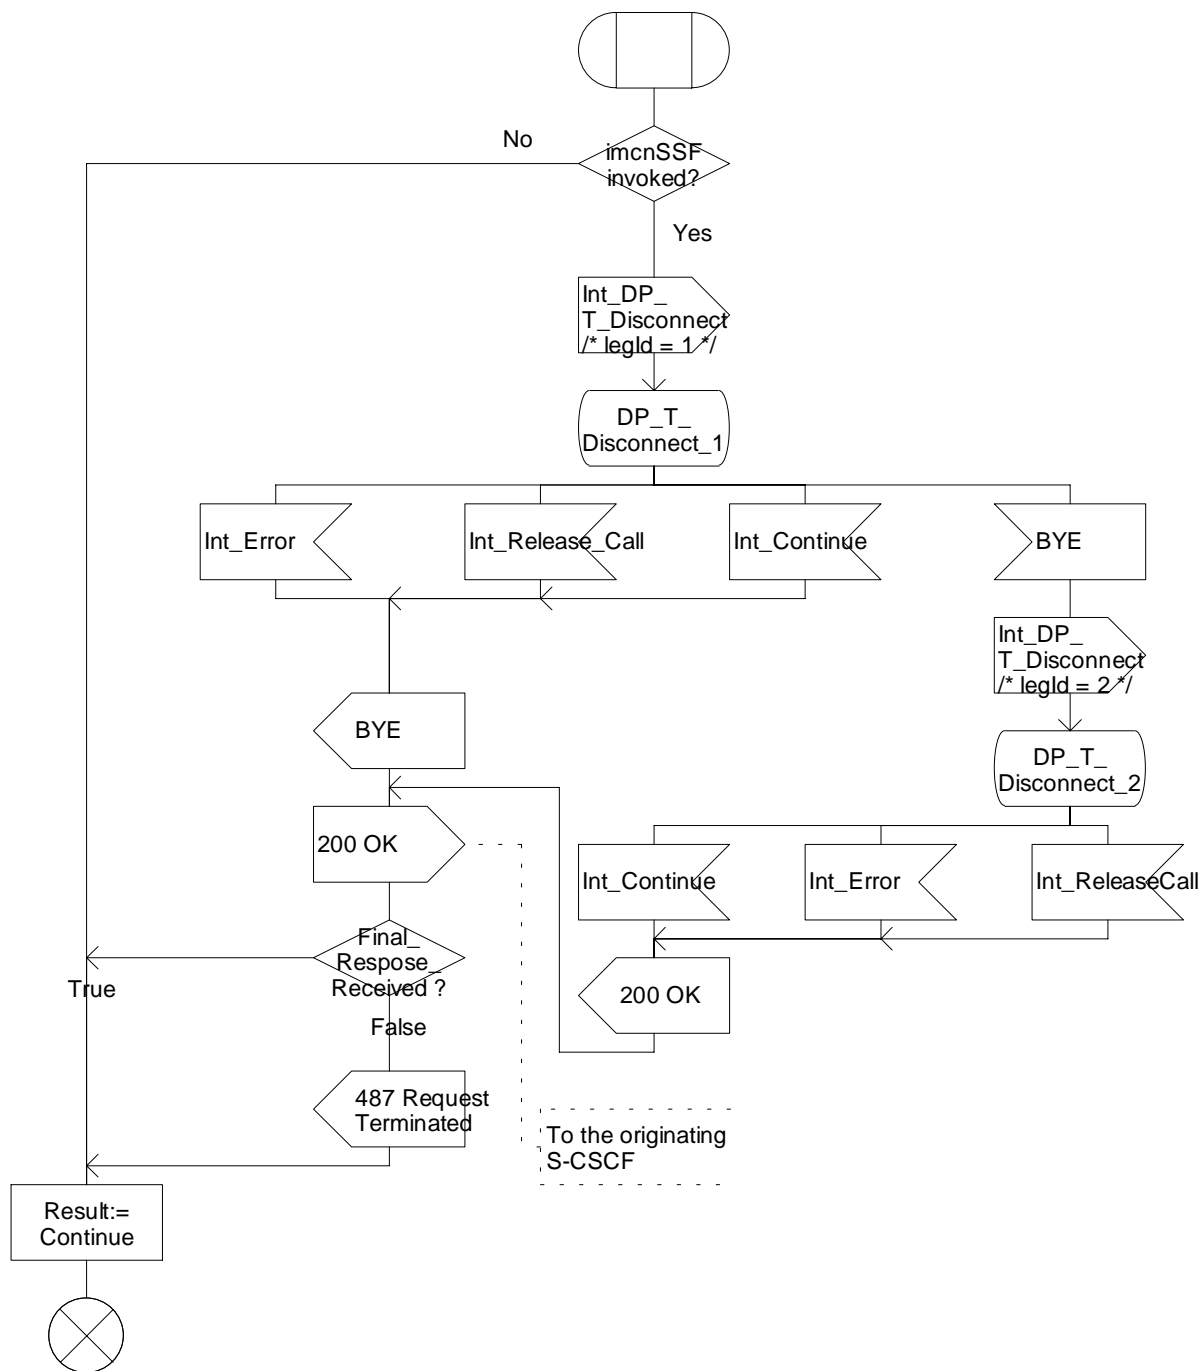 No
imcnSSF
invoked?
Yes
Int_DP_
T_Disconnect
/* legId = 1 */
DP_T_
Disconnect_1
Int_Error
Int_Release_Call
Int_Continue
BYE
Int_DP_
T_Disconnect
/* legId = 2 */
BYE
DP_T_
Disconnect_2
200 OK
Int_Continue
Int_Error
Int_ReleaseCall
Final_
Respose_
Received ?
True
False
200 OK
487 Request
Terminated
To the originating
S-CSCF
Result:=
Continue